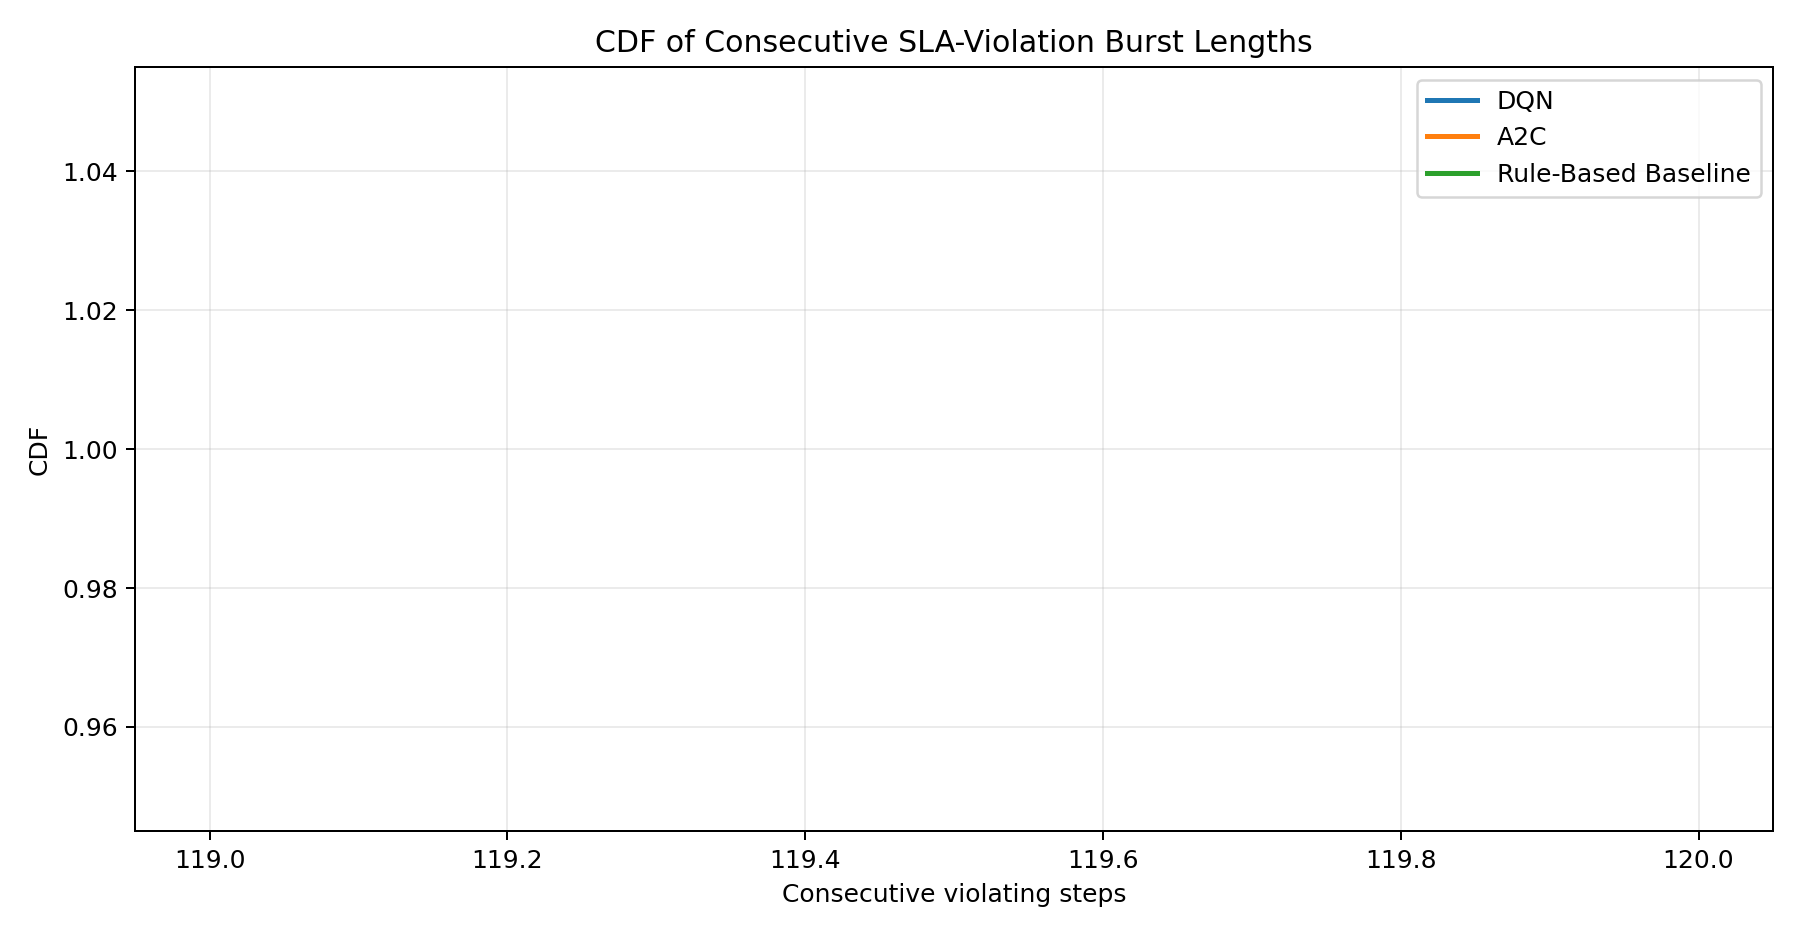 CDF of Consecutive SLA-Violation Burst Lengths
DQN
A2C
Rule-Based Baseline
CDF
1.04
1.02
1.00
0.98
0.96
119.0 119.2 119.4 119.6 119.8 120.0
Consecutive violating steps